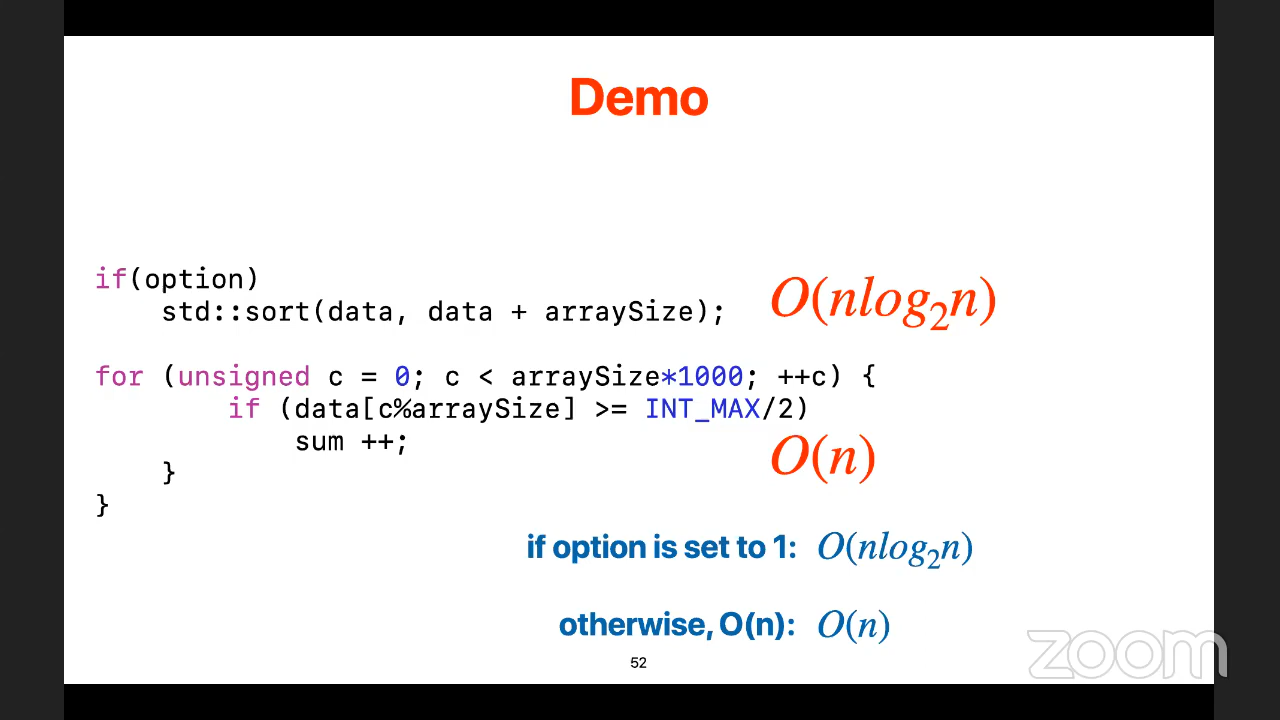 Demo
if(option)
std::sort(data, data + arraySize);
O(nlog₂n)
for (unsigned c = 0; c < arraySize*1000; ++c) {
if (data[c%arraySize] >= INT_MAX/2)
sum ++;
O(n)
}
}
if option is set to 1: O(nlog₂n)
otherwise, O(n): O(n)
52
zoom